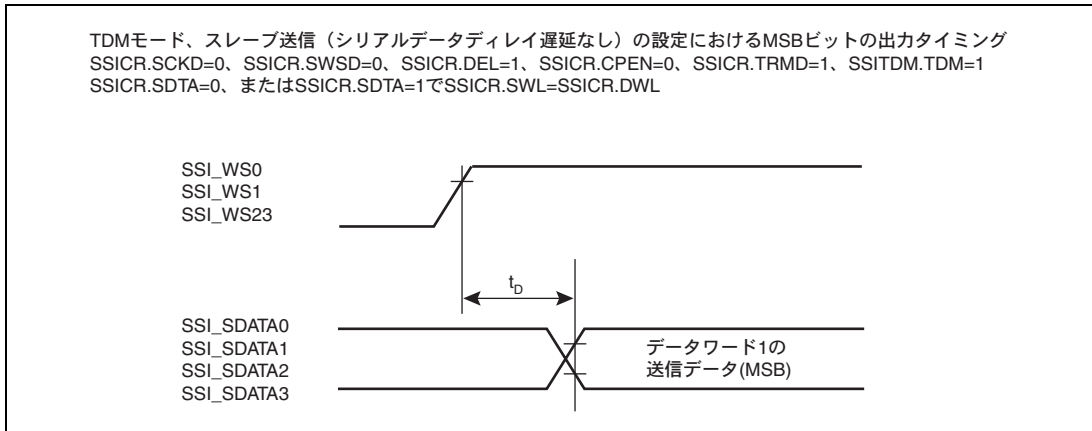 TDMモード、スレーブ送信（シリアルデータディレイ遅延なし）の設定におけるMSBビットの出力タイミング
SSICR.SCKD=0、SSICR.SWSD=0、SSICR.DEL=1、SSICR.CPEN=0、SSICR.TRMD=1、SSITDM.TDM=1
SSICR.SDTA=0、またはSSICR.SDTA=1でSSICR.SWL=SSICR.DWL
SSI_WS0
SSI_WS1
SSI_WS23
tD
SSI_SDATA0
SSI_SDATA1
SSI_SDATA2
SSI_SDATA3
データワード1の
送信データ(MSB)